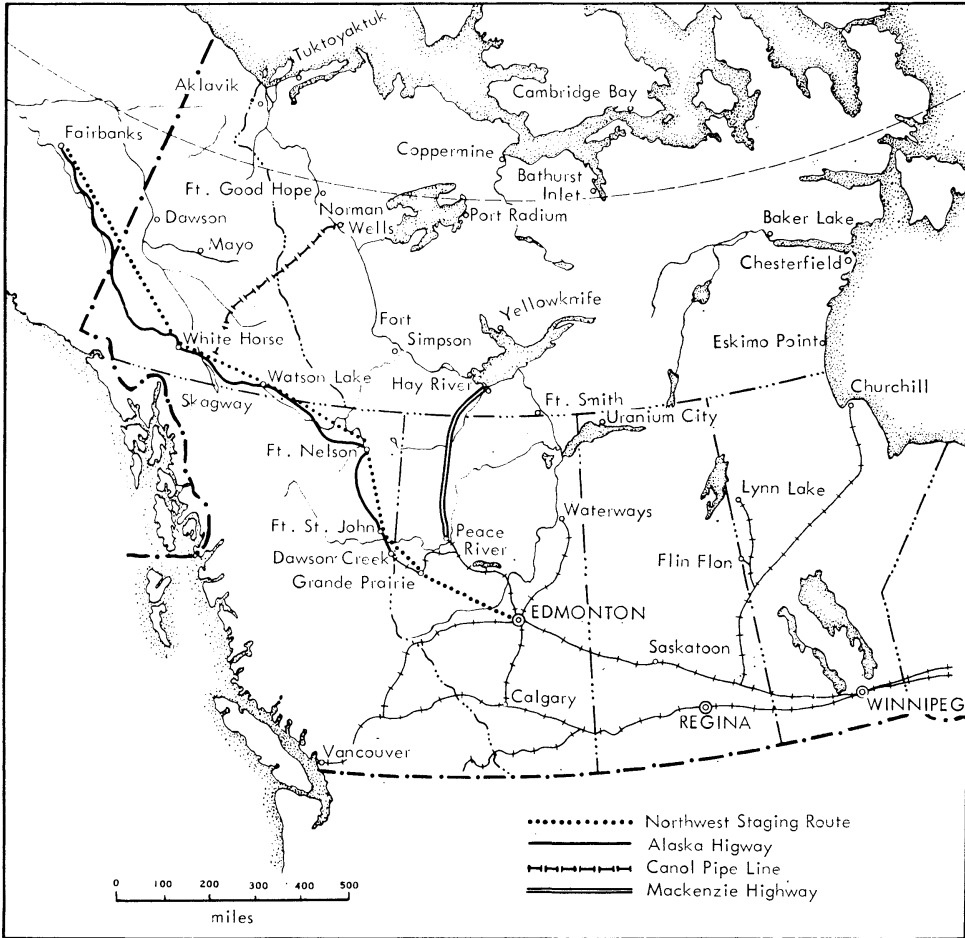 Tuktoyaktuk
Aklavik
Cambridge Bay
Fairbanks
Coppermine
Bathurst
Inlet
Ft. Good Hope
Norman
Wells
Port Radium
Dawson
Mayo
Baker Lake
Chesterfield
Yellowknife
Fort
Simpson
White Horse
Eskimo Point
Hay River
Watson Lake
Skagway
Churchill
Ft. Smith
Uranium City
Ft. Nelson
Lynn Lake
Waterways
Ft. St. John
Peace
River
Dawson Creek
Flin Flon
Grande Prairie
EDMONTON
Saskatoon
Calgary
WINNIPEG
REGINA
Vancouver
Northwest Staging Route
Alaska Higway
Canol Pipe Line
Mackenzie Highway
0 100 200 300 500
miles